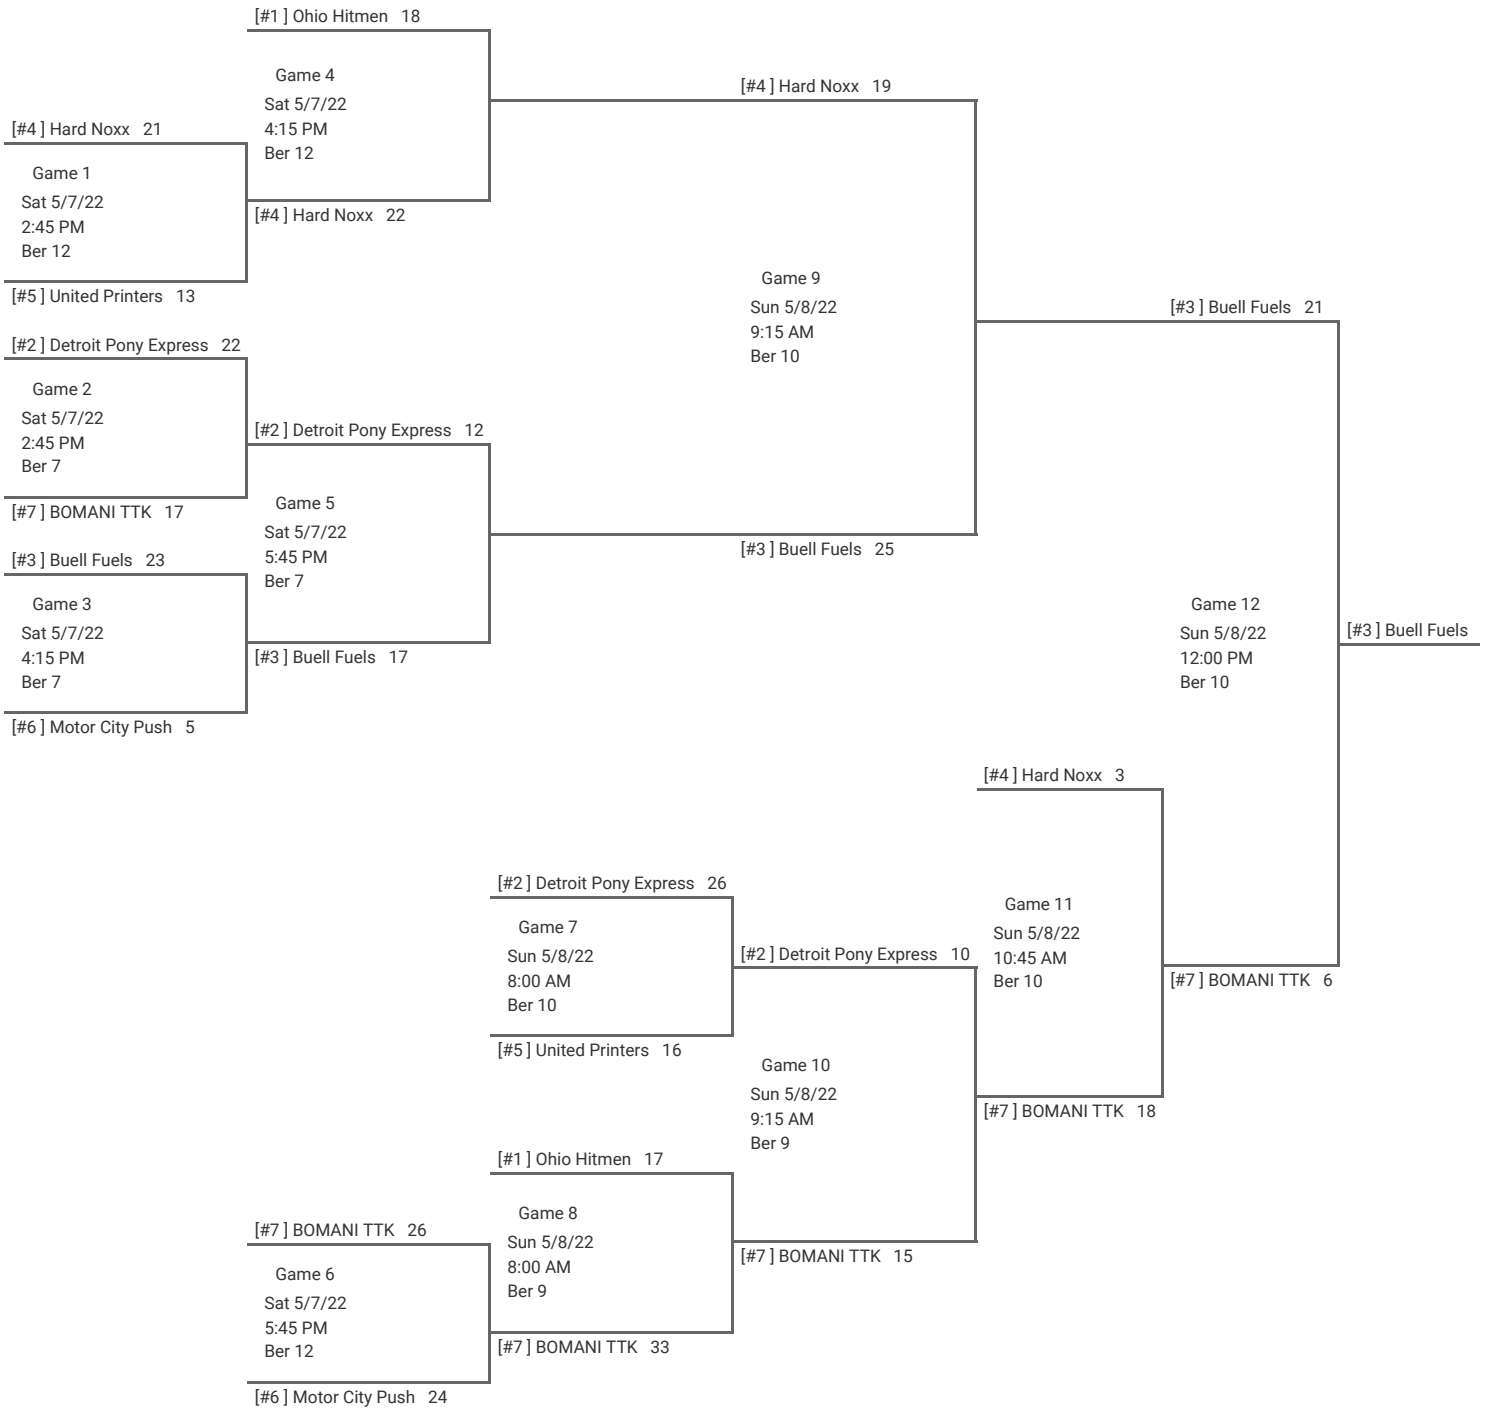 [#1 ] Ohio Hitmen 18
Game 4
Sat 5/7/22
4:15 PM
Ber 12
[#4 ] Hard Noxx 22
[#4 ] Hard Noxx 21
Game 1
Sat 5/7/22
2:45 PM
Ber 12
[#5 ] United Printers 13
[#2 ] Detroit Pony Express 22
Game 2
Sat 5/7/22
2:45 PM
Ber 7
[#7 ] BOMANI TTK 17
[#3 ] Buell Fuels 23
Game 3
Sat 5/7/22
4:15 PM
Ber 7
[#6 ] Motor City Push 5
[#2 ] Detroit Pony Express 12
Game 5
Sat 5/7/22
5:45 PM
Ber 7
[#3 ] Buell Fuels 17
[#4 ] Hard Noxx 19
Game 9
Sun 5/8/22
9:15 AM
Ber 10
[#3 ] Buell Fuels 25
[#3 ] Buell Fuels 21
Game 12
Sun 5/8/22
12:00 PM
Ber 10
[#7 ] BOMANI TTK 6
[#3 ] Buell Fuels
[#4 ] Hard Noxx 3
Game 11
Sun 5/8/22
10:45 AM
Ber 10
[#7 ] BOMANI TTK 18
[#2 ] Detroit Pony Express 26
Game 7
Sun 5/8/22
8:00 AM
Ber 10
[#5 ] United Printers 16
[#2 ] Detroit Pony Express 10
Game 10
Sun 5/8/22
9:15 AM
Ber 9
[#7 ] BOMANI TTK 15
[#1 ] Ohio Hitmen 17
Game 8
Sun 5/8/22
8:00 AM
Ber 9
[#7 ] BOMANI TTK 33
[#7 ] BOMANI TTK 26
Game 6
Sat 5/7/22
5:45 PM
Ber 12
[#6 ] Motor City Push 24